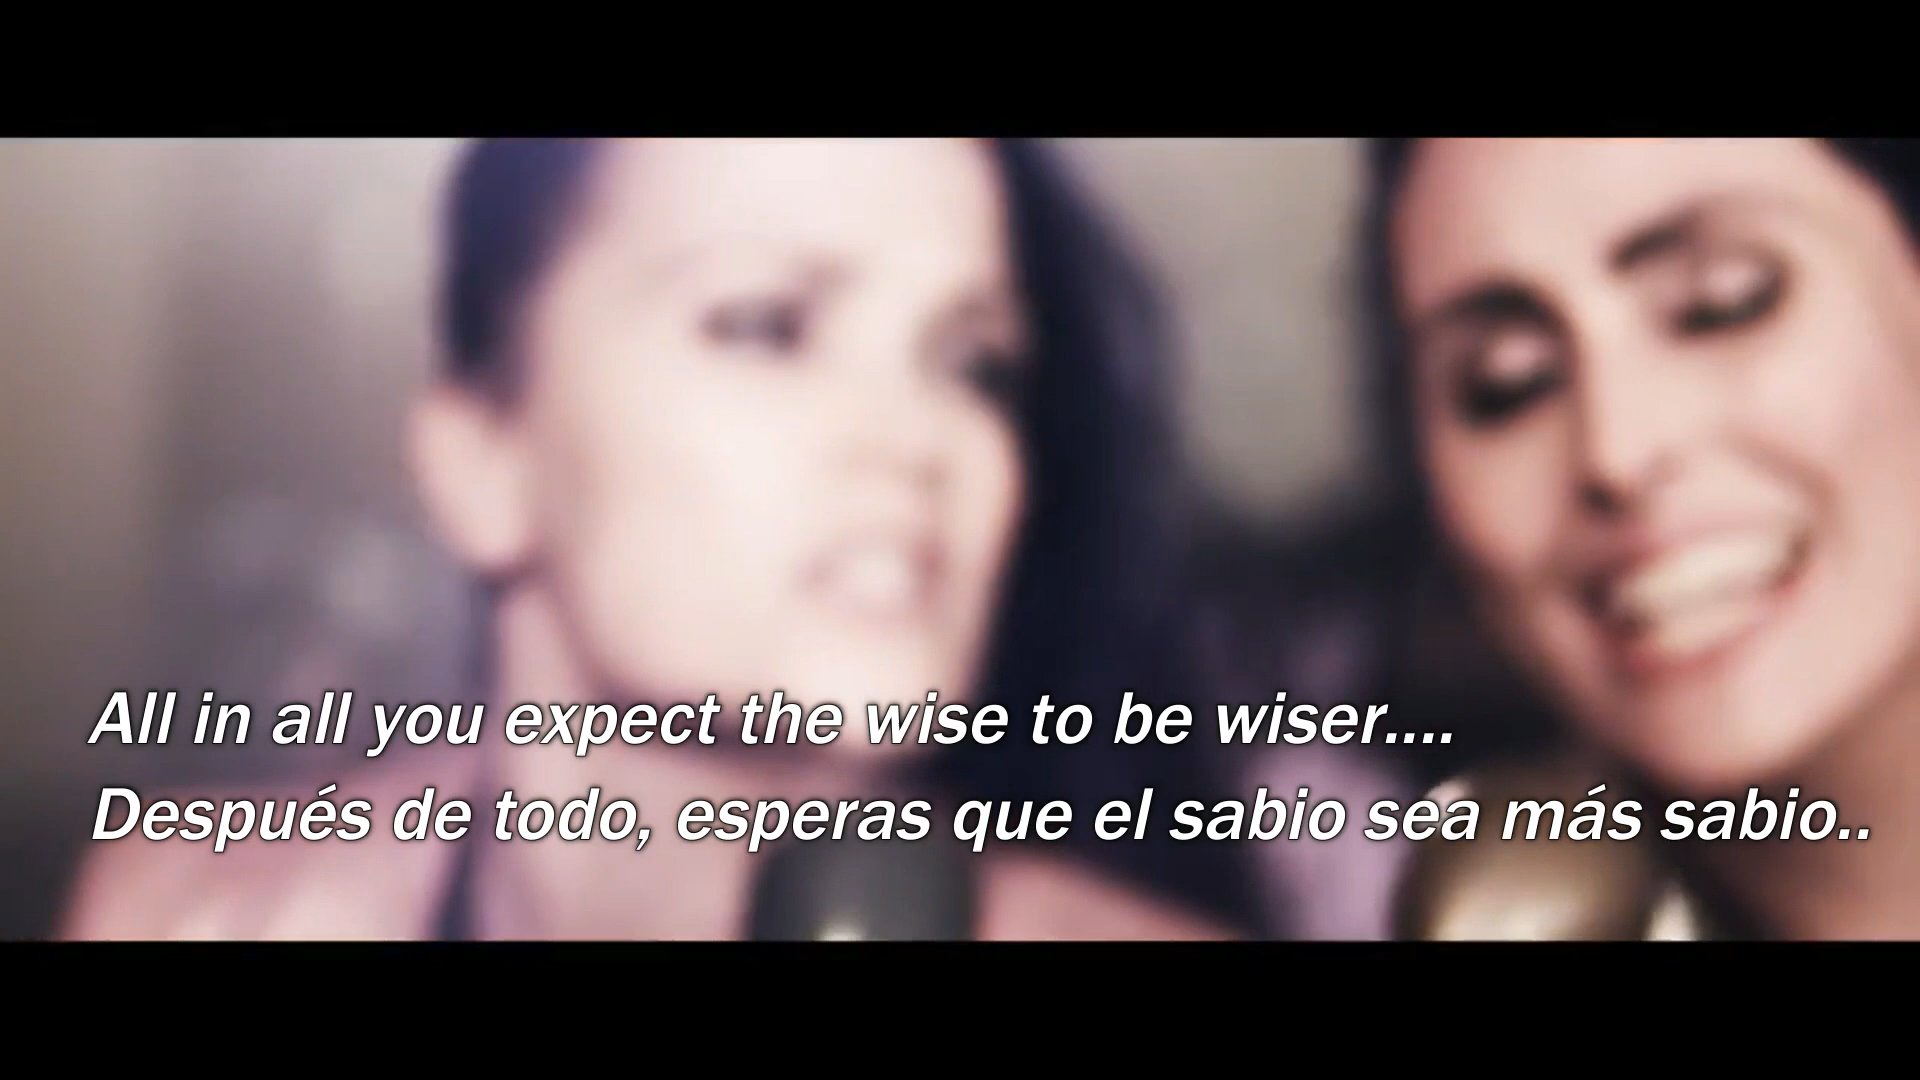 All in all you expect the wise to be wiser....
Después de todo, esperas que el sabio sea más sabio..